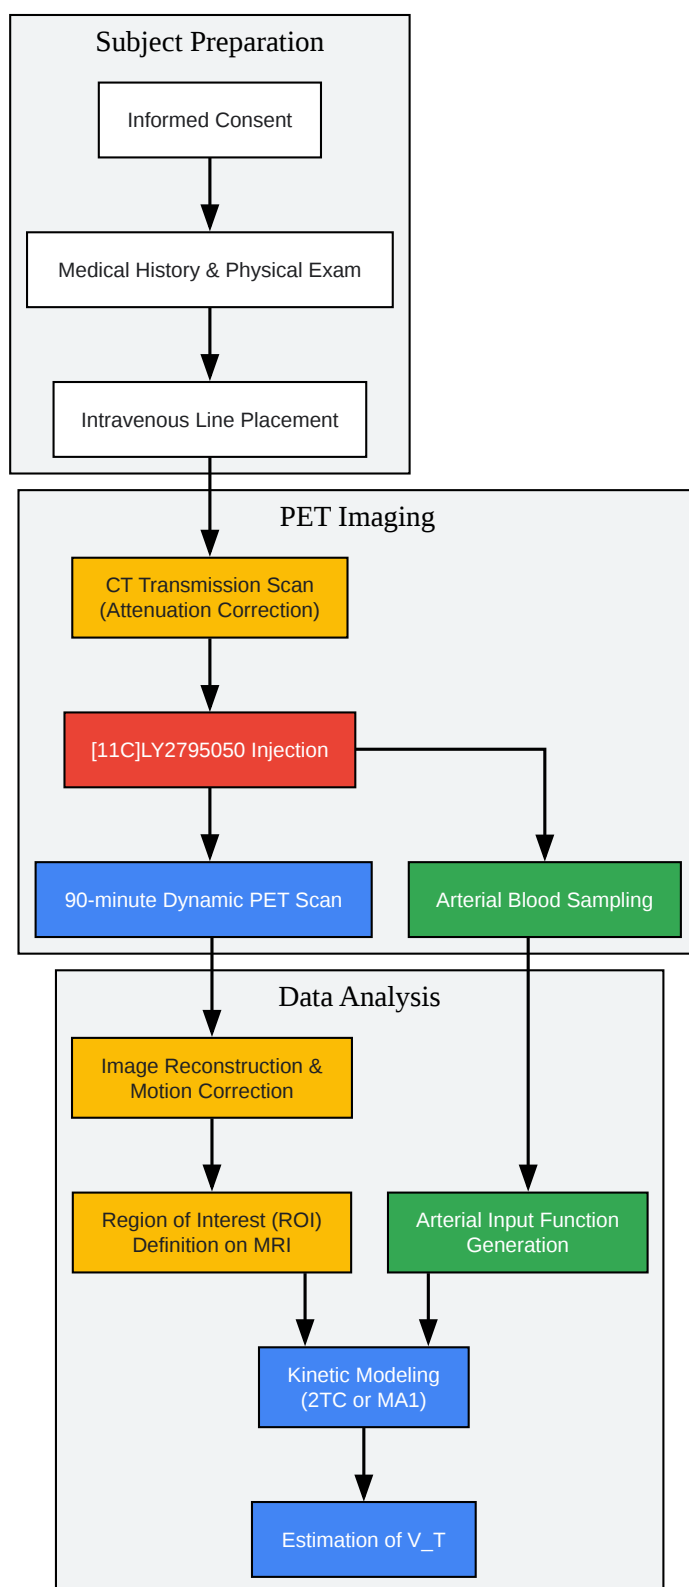 Subject Preparation
Informed Consent
Medical History & Physical Exam
Intravenous Line Placement
PET Imaging
CT Transmission Scan
(Attenuation Correction)
[11C]LY2795050 Injection
90-minute Dynamic PET Scan
Arterial Blood Sampling
Data Analysis
Image Reconstruction &
Motion Correction
Region of Interest (ROI)
Definition on MRI
Arterial Input Function
Generation
Kinetic Modeling
(2TC or MA1)
Estimation of V_T